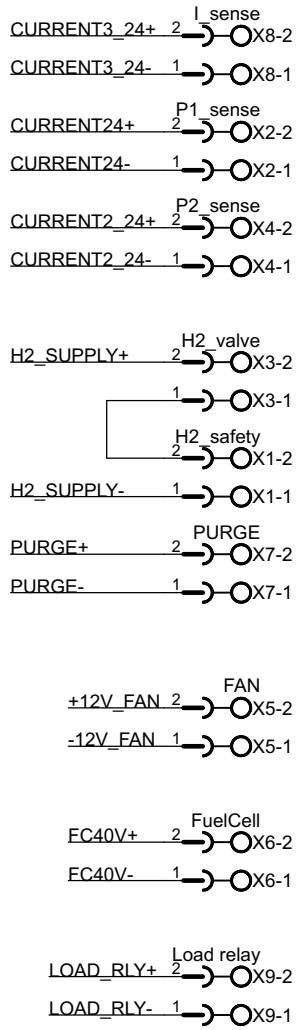 I_sense
CURRENT3_24+ 2 X8-2
CURRENT3_24- 1 X8-1
P1_sense
CURRENT24+ 2 X2-2
CURRENT24- 1 X2-1
P2_sense
CURRENT2_24+ 2 X4-2
CURRENT2_24- 1 X4-1
H2_valve
H2_SUPPLY+ 2 X3-2
1 X3-1
H2_safety
2 X1-2
H2_SUPPLY- 1 X1-1
PURGE
PURGE+ 2 X7-2
PURGE- 1 X7-1
FAN
+12V_FAN 2 X5-2
-12V_FAN 1 X5-1
FuelCell
FC40V+ 2 X6-2
FC40V- 1 X6-1
Load relay
LOAD_RLY+ 2 X9-2
LOAD_RLY- 1 X9-1